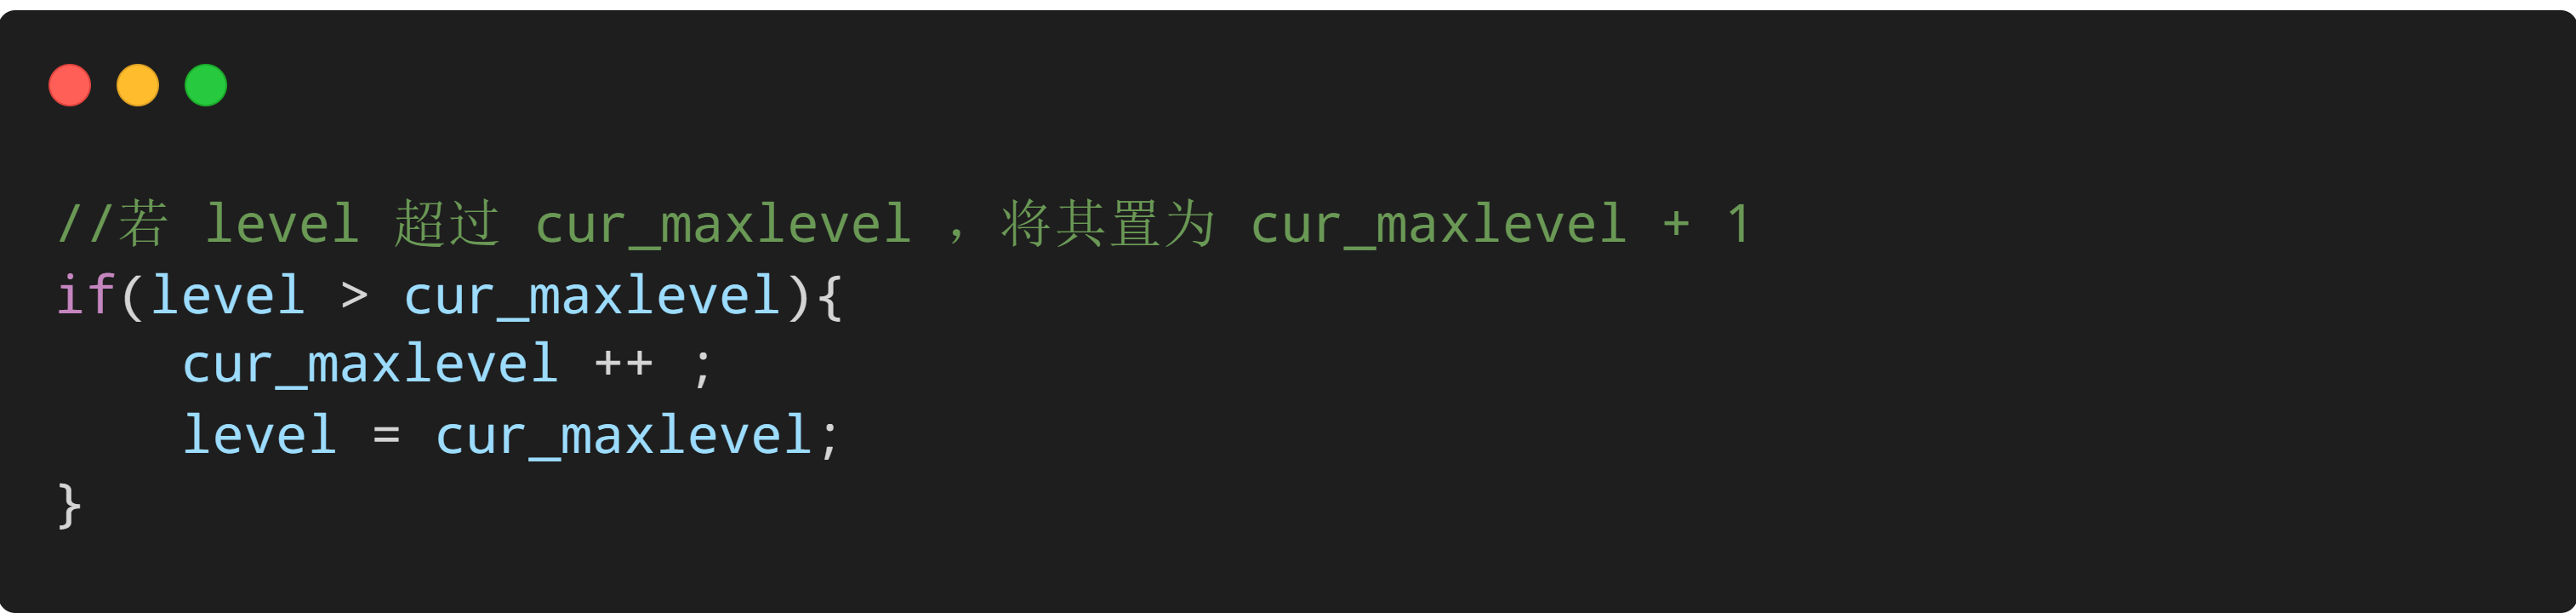 //若 level 超过 cur_maxlevel ，将其置为 cur_maxlevel + 1
if(level > cur_maxlevel){
    cur_maxlevel ++ ;
    level = cur_maxlevel;
}